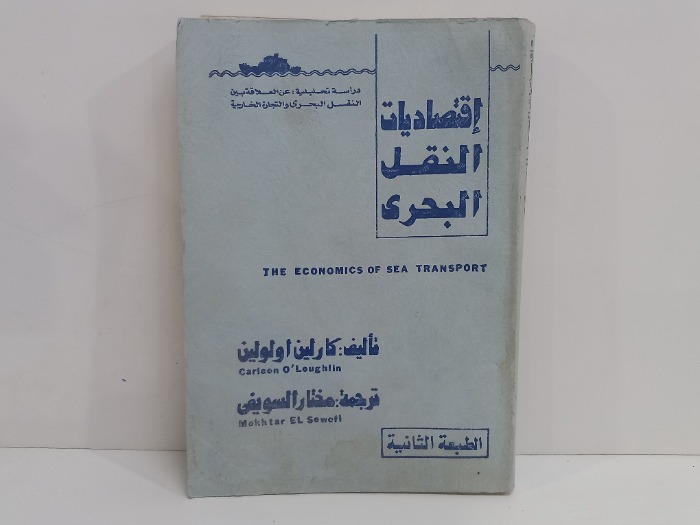 دراسة تحليلية: عن العلاقة بين
النقل البحرى والتجارة الخارجية
إقتصاديات
النقل
البحرى
THE ECONOMICS OF SEA TRANSPORT
تأليف: كارلين اولولين
Carleen O'Loughlin
ترجمة: مختار السويفى
Mokhtar EL Sewefi
الطبعة الثانية